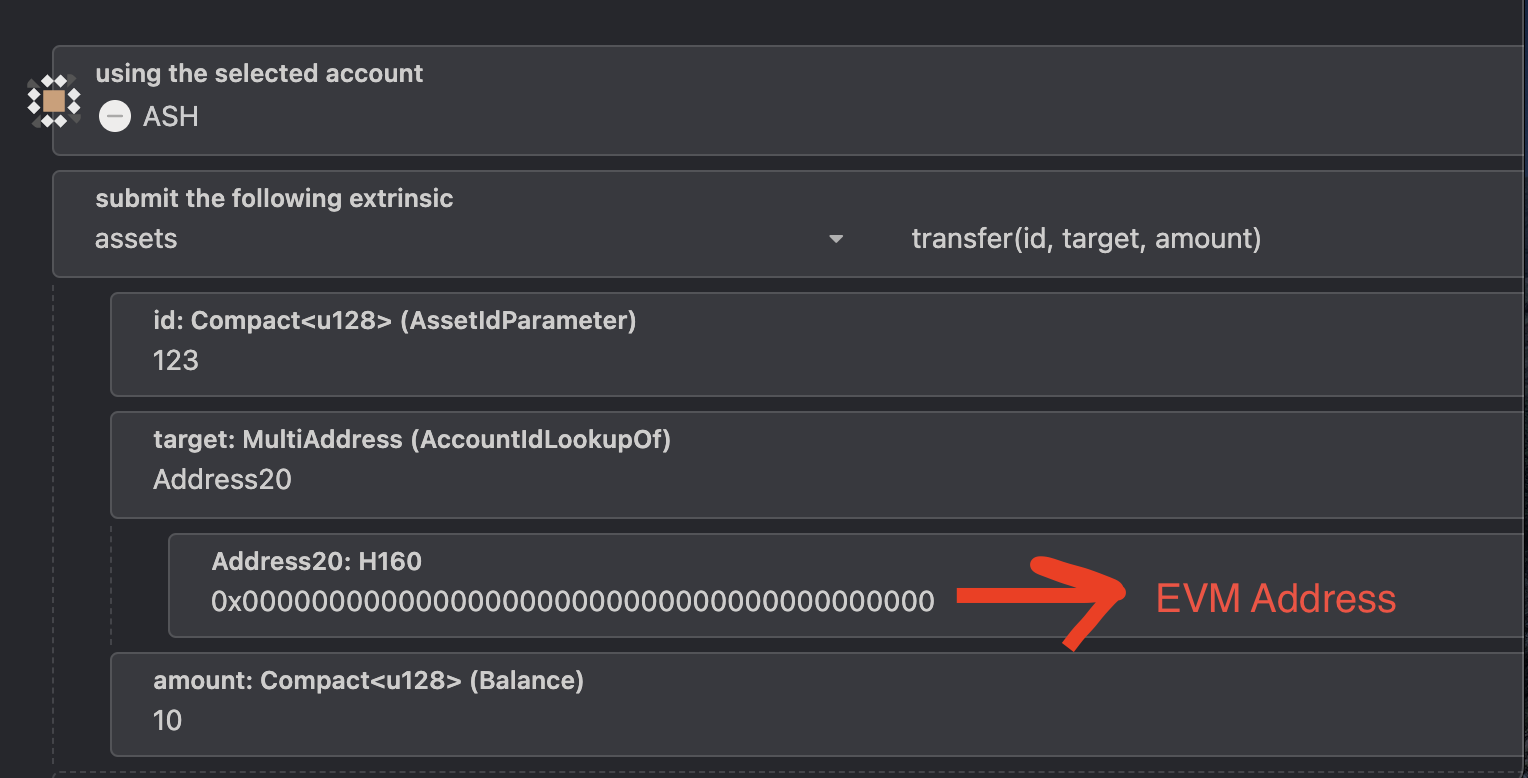 using the selected account
ASH
submit the following extrinsic
assets
transfer(id, target, amount)
id: Compact<u128> (AssetIdParameter)
123
target: MultiAddress (AccountIdLookupOf)
Address20
Address20: H160
0x0000000000000000000000000000000000000000
EVM Address
amount: Compact<u128> (Balance)
10